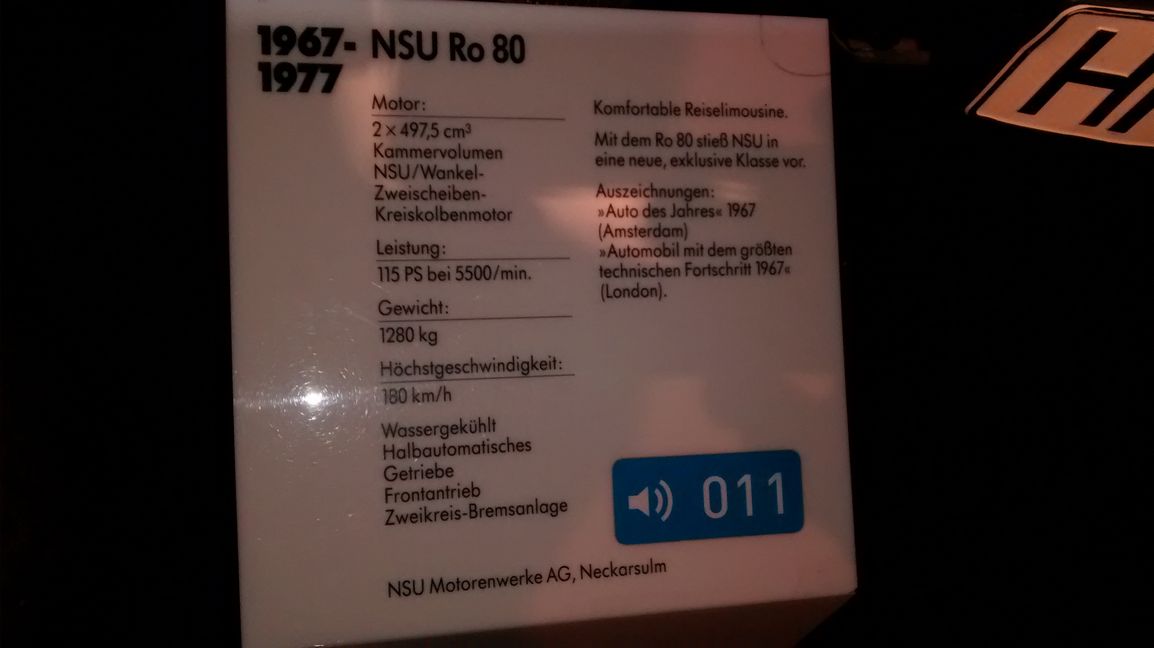 1967-
1977
NSU Ro 80
Motor:
2 × 497,5 cm³
Kammervolumen
NSU/Wankel-
Zweischeiben-
Kreiskolbenmotor
Leistung:
115 PS bei 5500/min.
Gewicht:
1280 kg
Höchstgeschwindigkeit:
180 km/h
Wassergekühlt
Halbautomatisches
Getriebe
Frontantrieb
Zweikreis-Bremsanlage
Komfortable Reiselimousine.
Mit dem Ro 80 stieß NSU in
eine neue, exklusive Klasse vor.
Auszeichnungen:
»Auto des Jahres« 1967
(Amsterdam)
»Automobil mit dem größten
technischen Fortschritt 1967«
(London).
011
NSU Motorenwerke AG, Neckarsulm